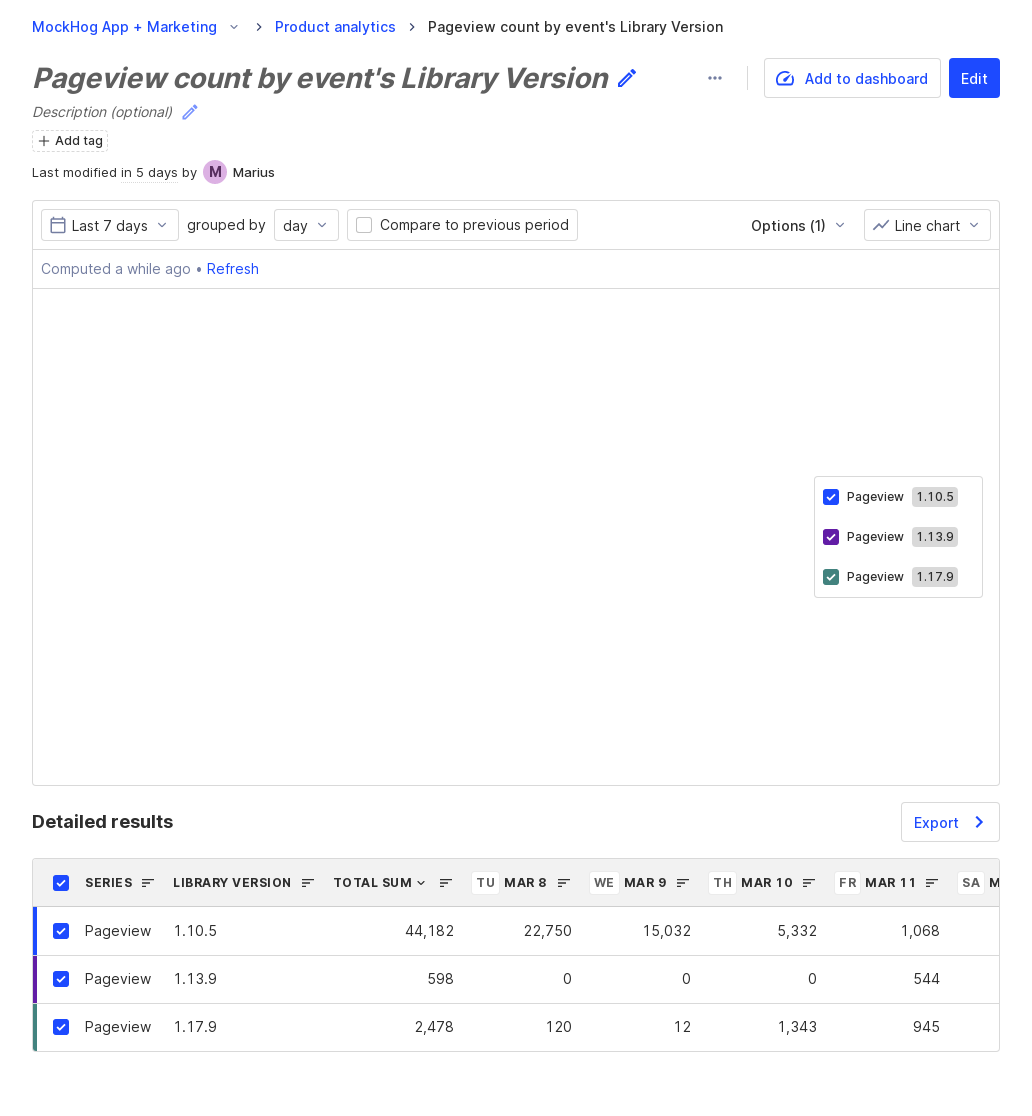 MockHog App + Marketing > Product analytics > Pageview count by event's Library Version
Pageview count by event's Library Version
Add to dashboard
Edit
Description (optional)
Add tag
Last modified in 5 days by M Marius
Last 7 days grouped by day Compare to previous period Options (1) Line chart
Computed a while ago • Refresh
Pageview 1.10.5
Pageview 1.13.9
Pageview 1.17.9
Detailed results
Export
SERIES LIBRARY VERSION TOTAL SUM TU MAR 8 WE MAR 9 TH MAR 10 FR MAR 11 SA
Pageview 1.10.5 44,182 22,750 15,032 5,332 1,068
Pageview 1.13.9 598 0 0 0 544
Pageview 1.17.9 2,478 120 12 1,343 945